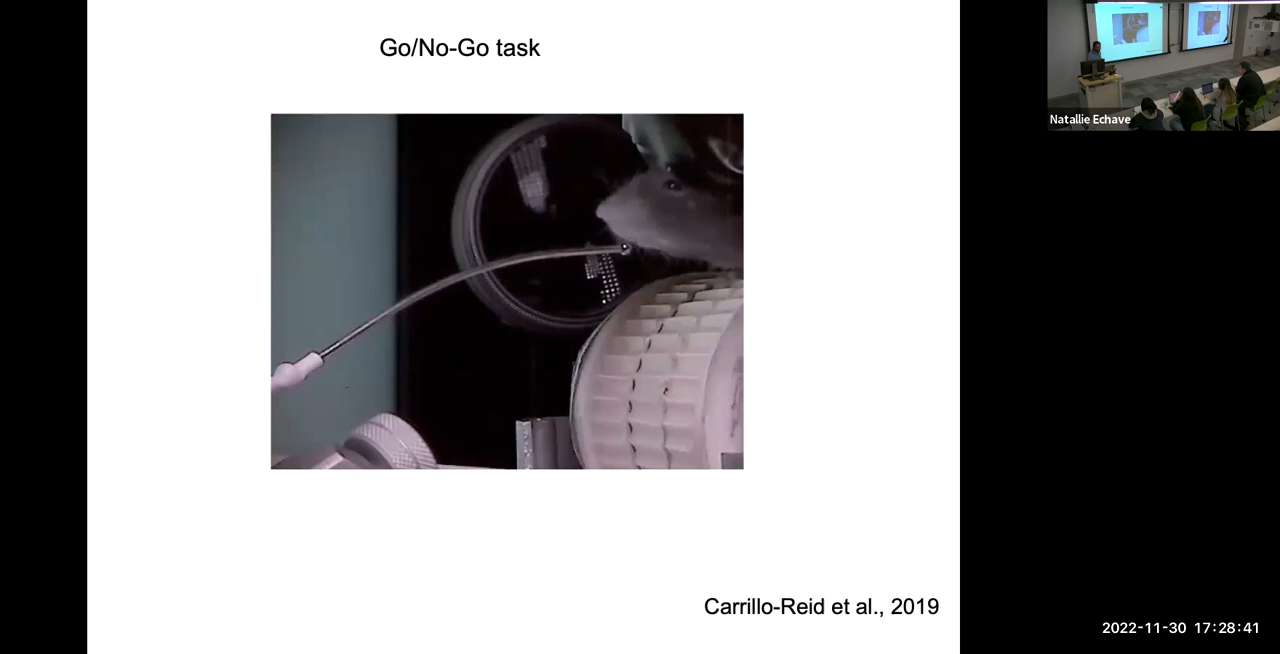 Go/No-Go task
Natallie Echave
Carrillo-Reid et al., 2019
2022-11-30 17:28:41